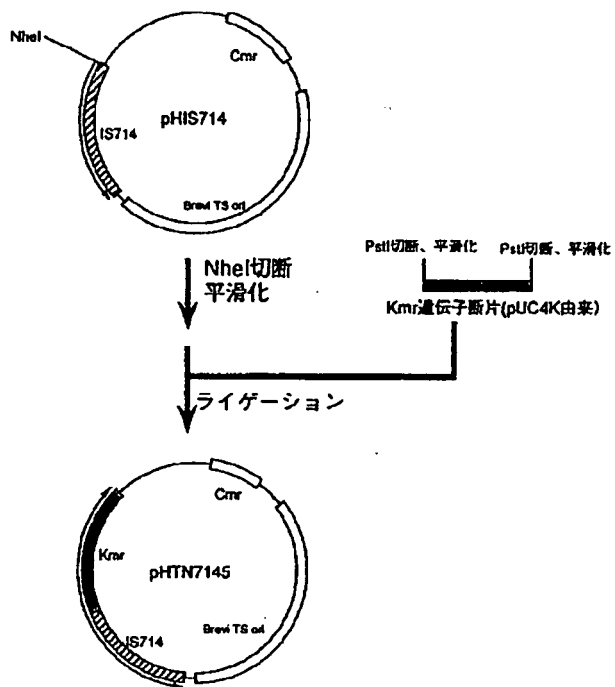 NheI
Cmr
pHIS714
IS714
Brevi TS ori
NheI切断
平滑化
PstI切断、平滑化
PstI切断、平滑化
Kmr遺伝子断片(pUC4K由来)
ライゲーション
Cmr
Kmr
pHTN7145
Brevi TS ori
IS714